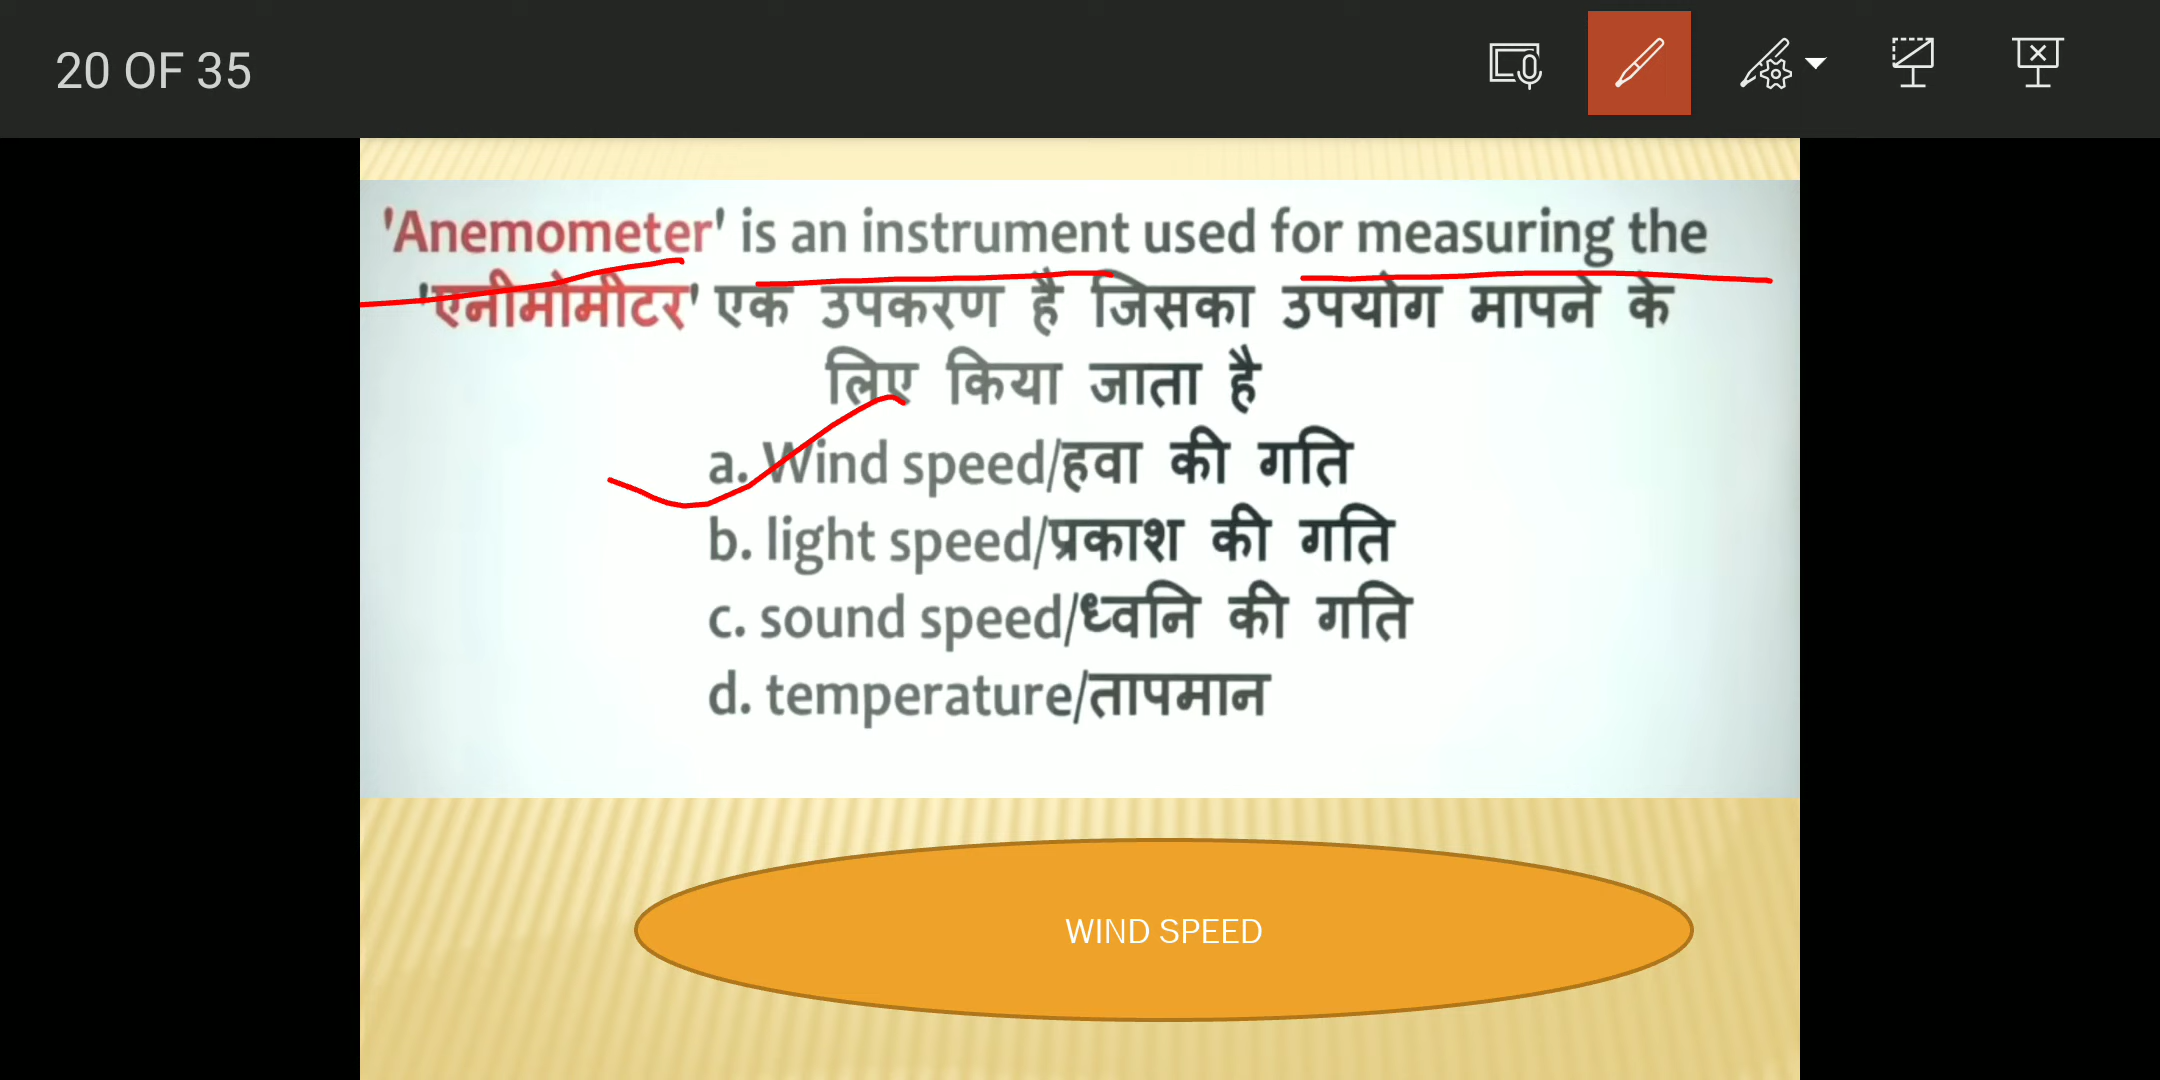 20 OF 35
'Anemometer' is an instrument used for measuring the
'एनीमोमीटर' एक उपकरण है जिसका उपयोग मापने के
लिए किया जाता है
a. Wind speed/हवा की गति
b. light speed/प्रकाश की गति
c. sound speed/ध्वनि की गति
d. temperature/तापमान
WIND SPEED